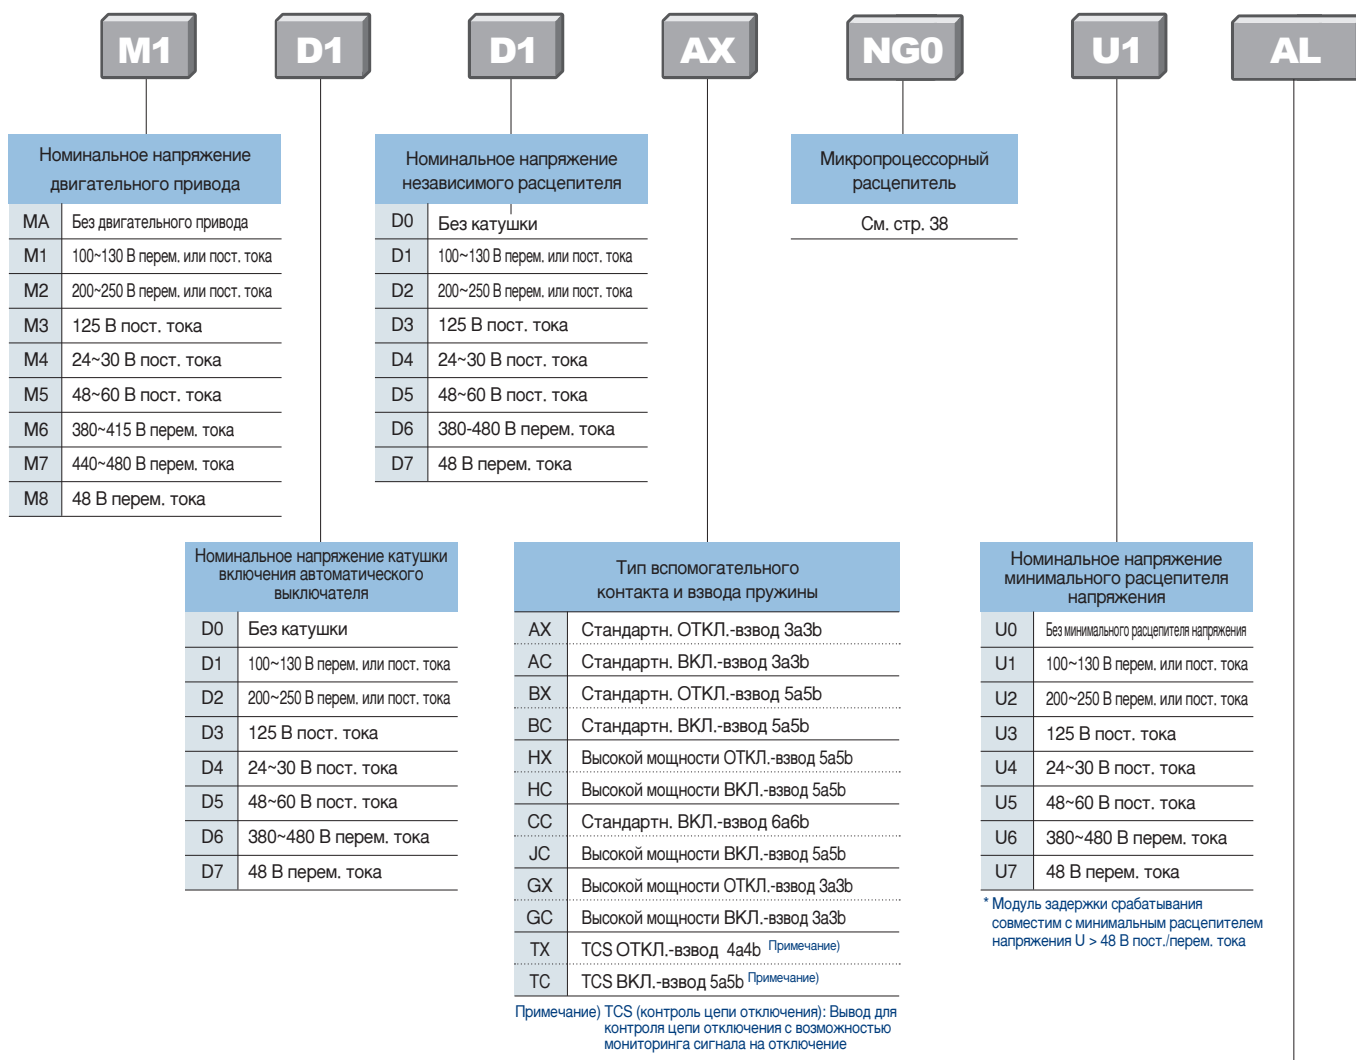 M1 D1 D1 AX NG0 U1 AL
Номинальное напряжение
двигательного привода
MA Без двигательного привода
M1 100~130 В перем. или пост. тока
M2 200~250 В перем. или пост. тока
M3 125 В пост. тока
M4 24~30 В пост. тока
M5 48~60 В пост. тока
M6 380~415 В перем. тока
M7 440~480 В перем. тока
M8 48 В перем. тока
Номинальное напряжение
независимого расцепителя
D0 Без катушки
D1 100~130 В перем. или пост. тока
D2 200~250 В перем. или пост. тока
D3 125 В пост. тока
D4 24~30 В пост. тока
D5 48~60 В пост. тока
D6 380-480 В перем. тока
D7 48 В перем. тока
Микропроцессорный
расцепитель
См. стр. 38
Номинальное напряжение катушки
включения автоматического
выключателя
D0 Без катушки
D1 100~130 В перем. или пост. тока
D2 200~250 В перем. или пост. тока
D3 125 В пост. тока
D4 24~30 В пост. тока
D5 48~60 В пост. тока
D6 380~480 В перем. тока
D7 48 В перем. тока
Тип вспомогательного
контакта и взвода пружины
AX Стандартн. ОТКЛ.-взвод 3a3b
AC Стандартн. ВКЛ.-взвод 3a3b
BX Стандартн. ОТКЛ.-взвод 5a5b
BC Стандартн. ВКЛ.-взвод 5a5b
HX Высокой мощности ОТКЛ.-взвод 5a5b
HC Высокой мощности ВКЛ.-взвод 5a5b
CC Стандартн. ВКЛ.-взвод 6a6b
JC Высокой мощности ВКЛ.-взвод 5a5b
GX Высокой мощности ОТКЛ.-взвод 3a3b
GC Высокой мощности ВКЛ.-взвод 3a3b
TX TCS ОТКЛ.-взвод 4a4b Примечание)
TC TCS ВКЛ.-взвод 5a5b Примечание)
Примечание) TCS (контроль цепи отключения): Вывод для
контроля цепи отключения с возможностью
мониторинга сигнала на отключение
Номинальное напряжение
минимального расцепителя
напряжения
U0 Без минимального расцепителя напряжения
U1 100~130 В перем. или пост. тока
U2 200~250 В перем. или пост. тока
U3 125 В пост. тока
U4 24~30 В пост. тока
U5 48~60 В пост. тока
U6 380~480 В перем. тока
U7 48 В перем. тока
* Модуль задержки срабатывания
совместим с минимальным расцепителем
напряжения U > 48 В пост./перем. тока